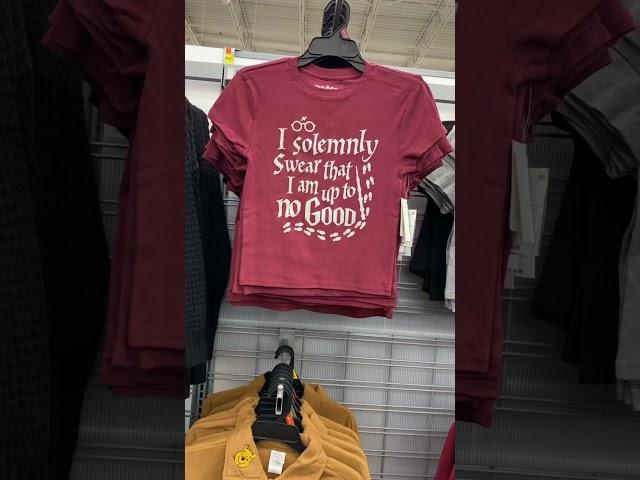 I solemnly
Swear that
I am up to
no GOOD